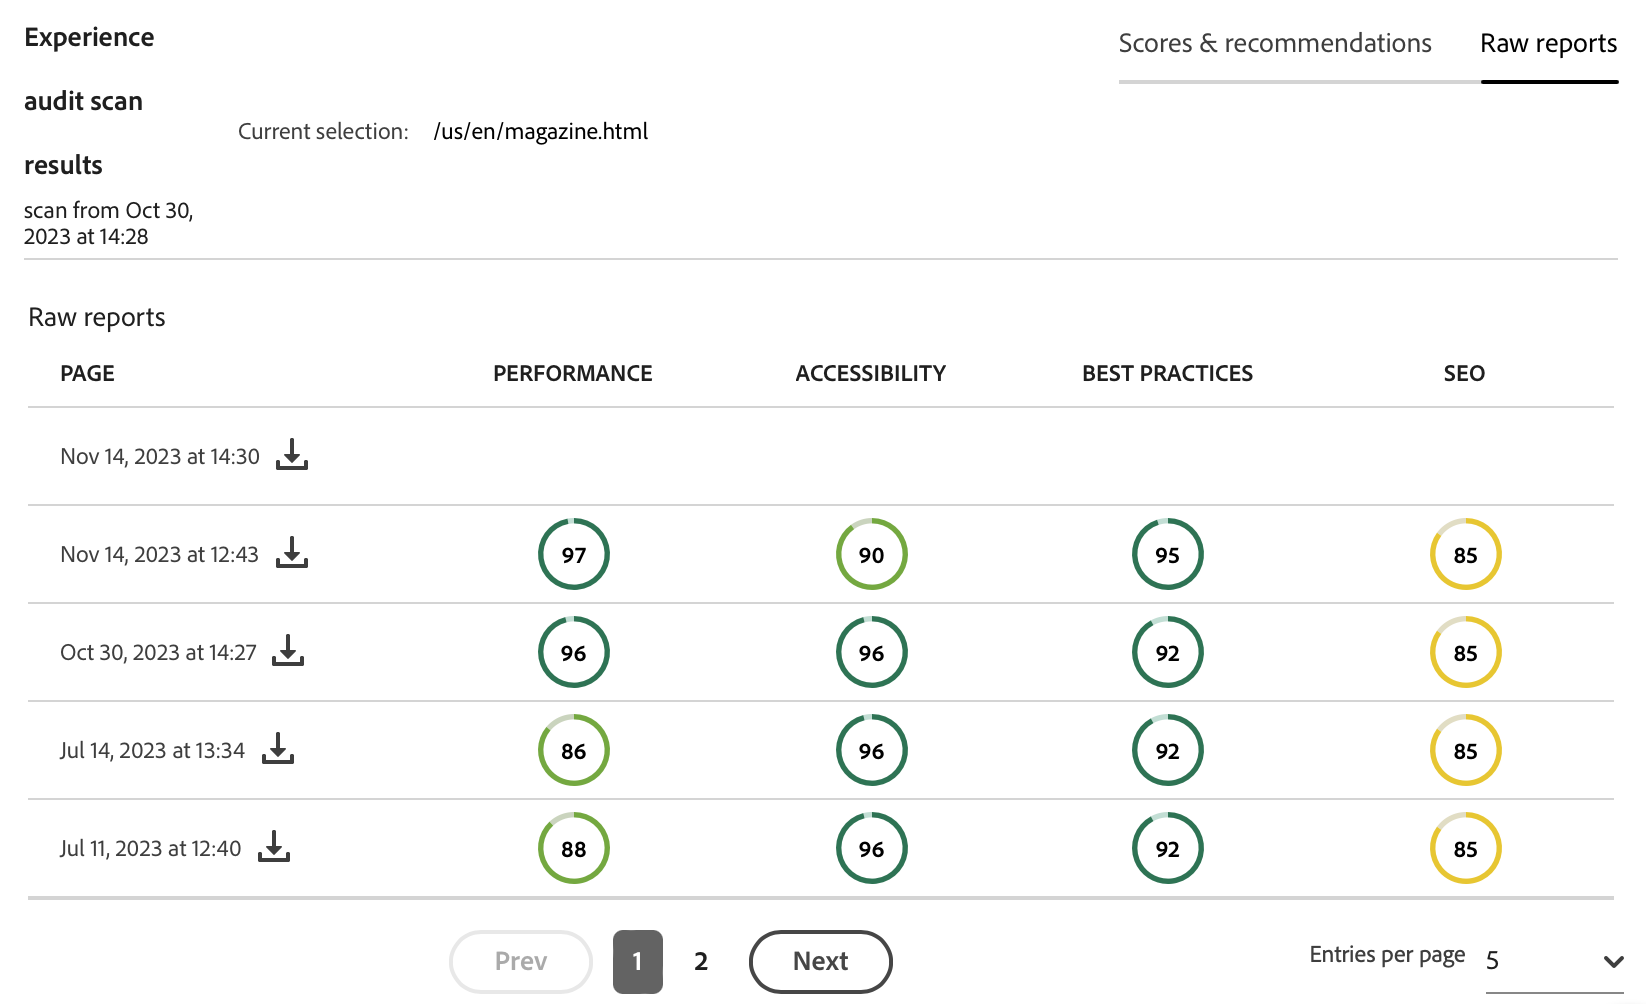 Experience
audit scan
results
scan from Oct 30,
2023 at 14:28
Current selection: /us/en/magazine.html
Scores & recommendations Raw reports
Raw reports
PAGE PERFORMANCE ACCESSIBILITY BEST PRACTICES SEO
Nov 14, 2023 at 14:30
Nov 14, 2023 at 12:43 97 90 95 85
Oct 30, 2023 at 14:27 96 96 92 85
Jul 14, 2023 at 13:34 86 96 92 85
Jul 11, 2023 at 12:40 88 96 92 85
Prev 1 2 Next Entries per page 5